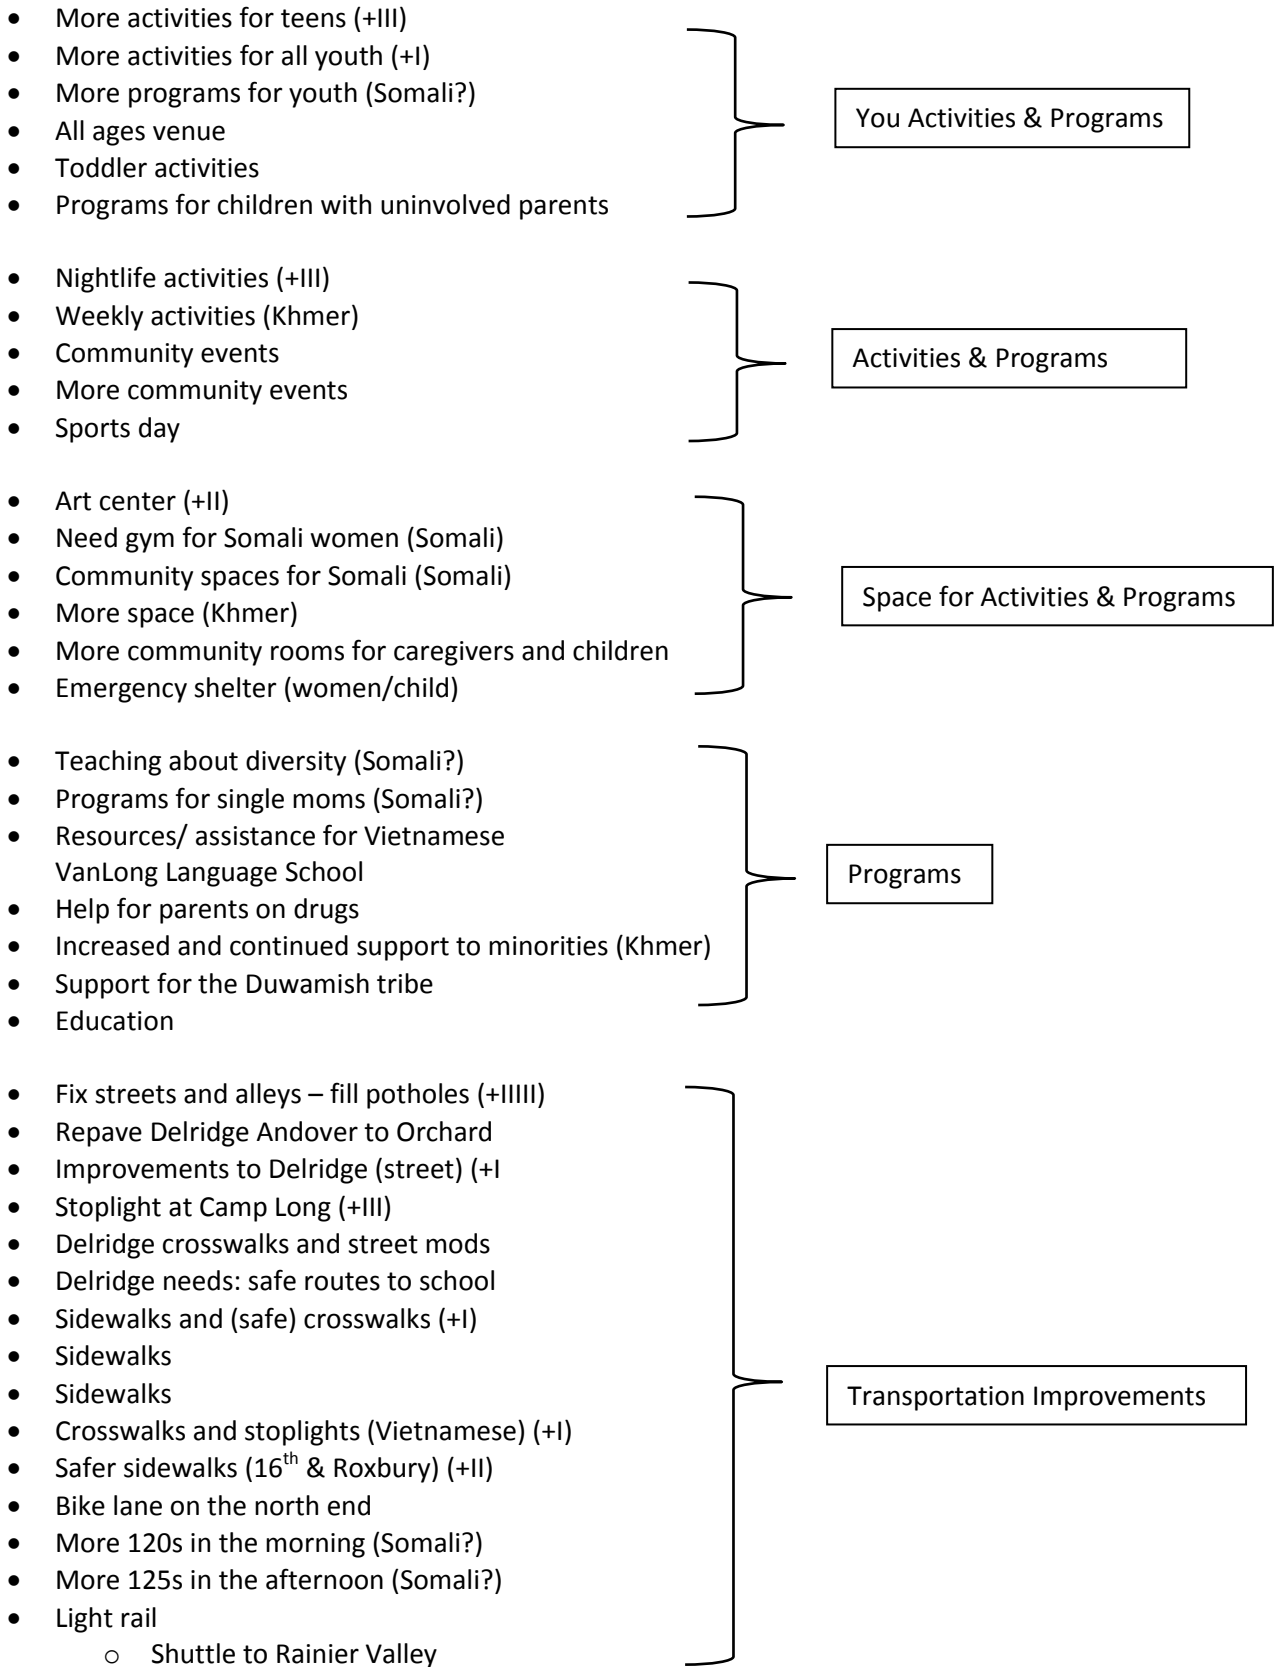 • More activities for teens (+III)
• More activities for all youth (+I)
• More programs for youth (Somali?)
• All ages venue
• Toddler activities
• Programs for children with uninvolved parents
You Activities & Programs
• Nightlife activities (+III)
• Weekly activities (Khmer)
• Community events
• More community events
• Sports day
Activities & Programs
• Art center (+II)
• Need gym for Somali women (Somali)
• Community spaces for Somali (Somali)
• More space (Khmer)
• More community rooms for caregivers and children
• Emergency shelter (women/child)
Space for Activities & Programs
• Teaching about diversity (Somali?)
• Programs for single moms (Somali?)
• Resources/ assistance for Vietnamese
VanLong Language School
• Help for parents on drugs
• Increased and continued support to minorities (Khmer)
• Support for the Duwamish tribe
• Education
Programs
• Fix streets and alleys – fill potholes (+IIIII)
• Repave Delridge Andover to Orchard
• Improvements to Delridge (street) (+I
• Stoplight at Camp Long (+III)
• Delridge crosswalks and street mods
• Delridge needs: safe routes to school
• Sidewalks and (safe) crosswalks (+I)
• Sidewalks
• Sidewalks
• Crosswalks and stoplights (Vietnamese) (+I)
• Safer sidewalks (16th & Roxbury) (+II)
• Bike lane on the north end
• More 120s in the morning (Somali?)
• More 125s in the afternoon (Somali?)
• Light rail
o Shuttle to Rainier Valley
Transportation Improvements